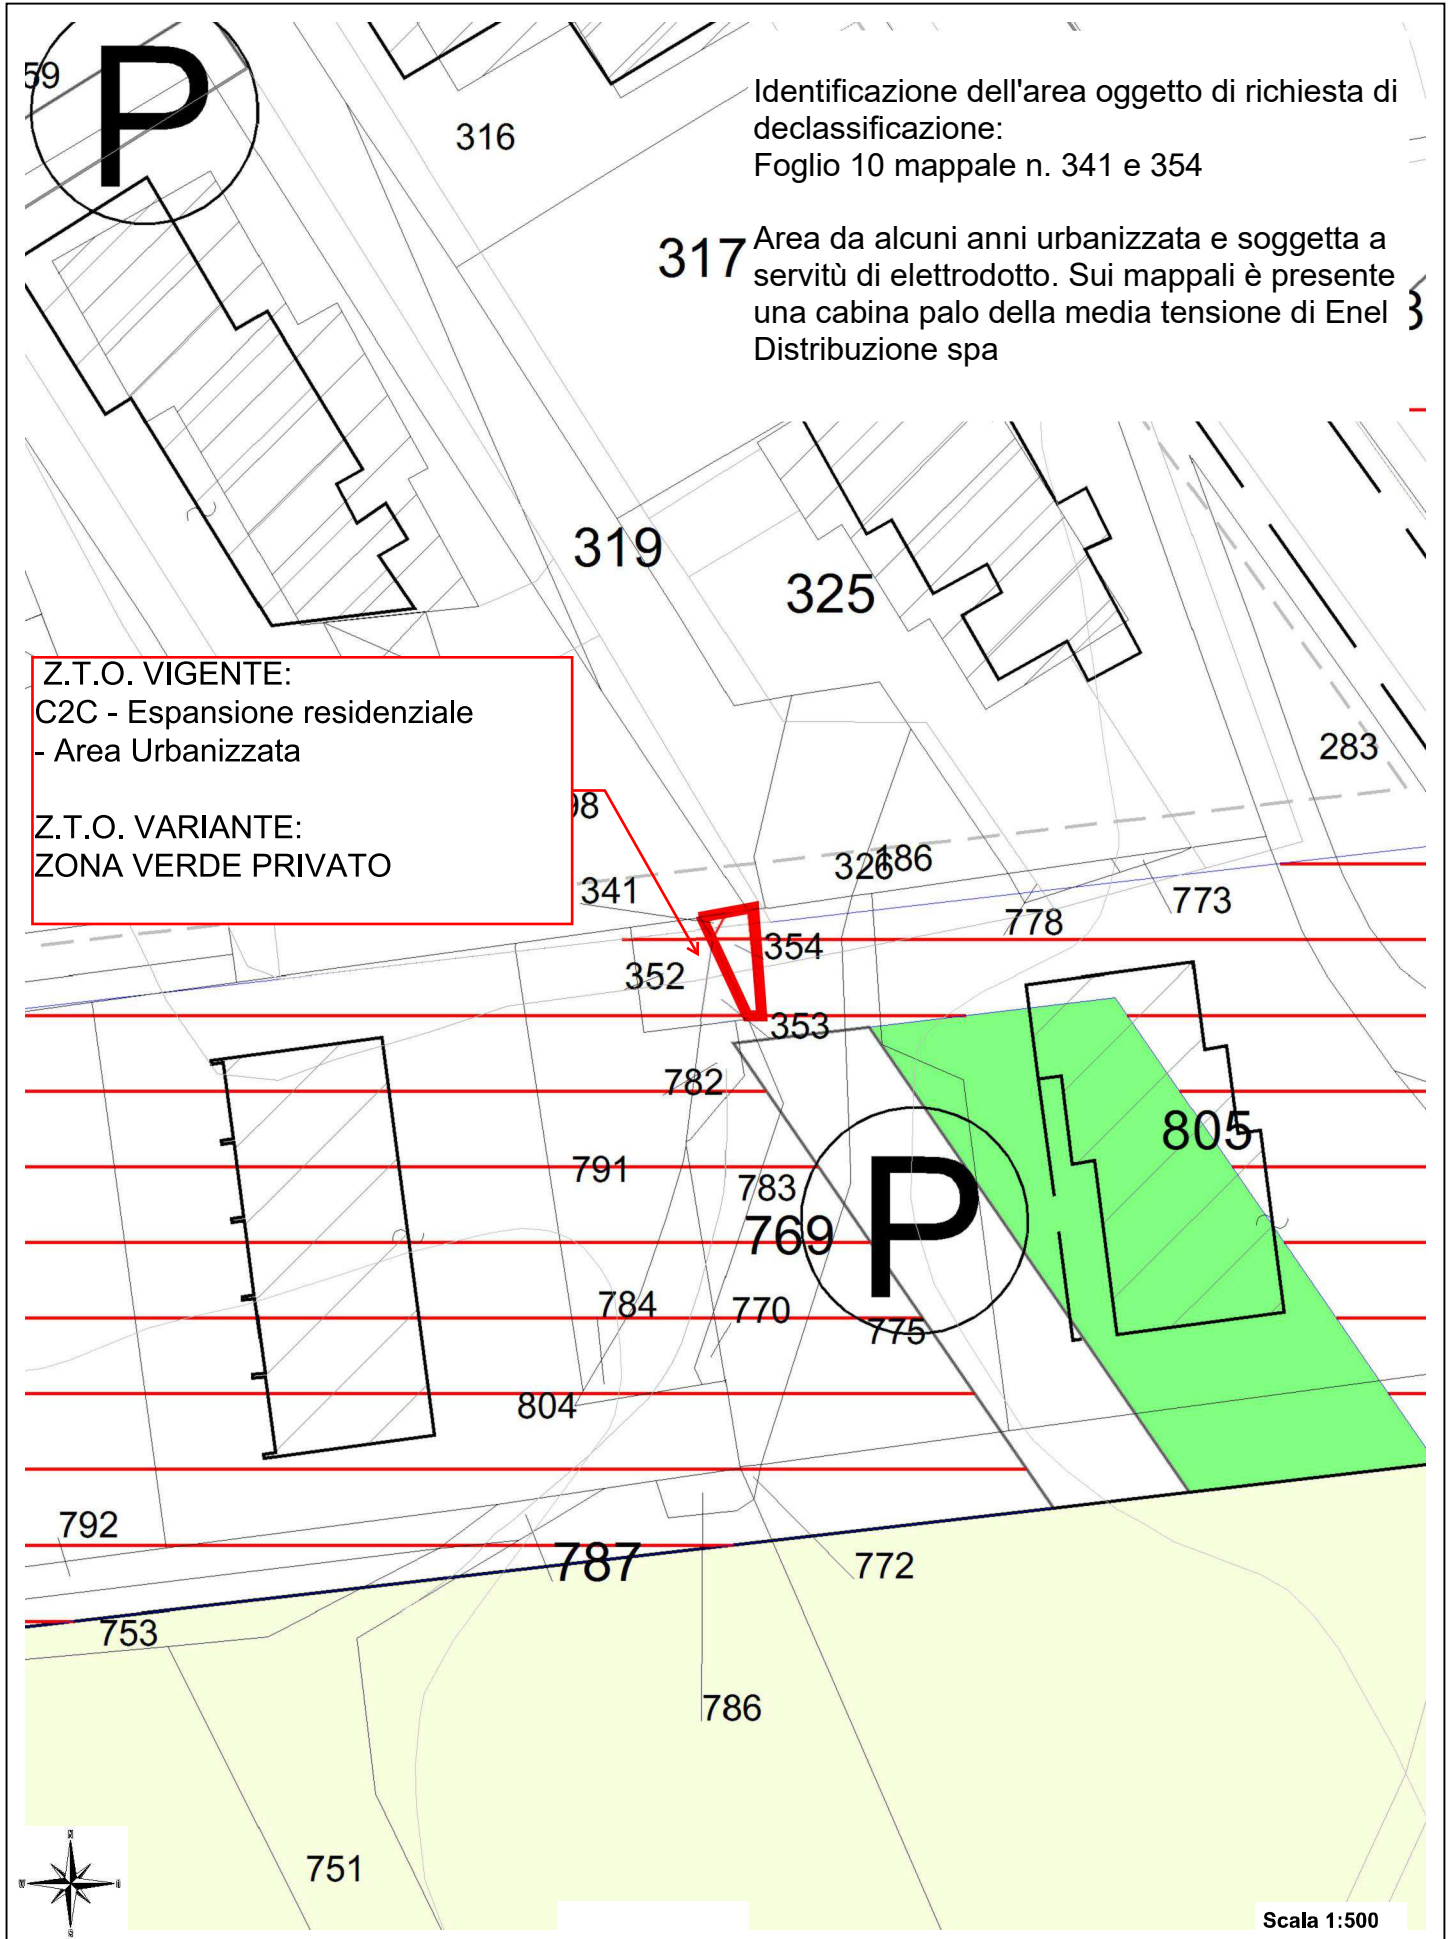 59
P
316
Identificazione dell'area oggetto di richiesta di
declassificazione:
Foglio 10 mappale n. 341 e 354
317
Area da alcuni anni urbanizzata e soggetta a
servitù di elettrodotto. Sui mappali è presente
una cabina palo della media tensione di Enel
Distribuzione spa
319
325
Z.T.O. VIGENTE:
C2C - Espansione residenziale
- Area Urbanizzata
Z.T.O. VARIANTE:
ZONA VERDE PRIVATO
283
98
341
326
186
773
778
354
352
353
782
805
791
783
769
P
784
770
775
804
792
787
772
753
786
751
N
W
S
Scala 1:500